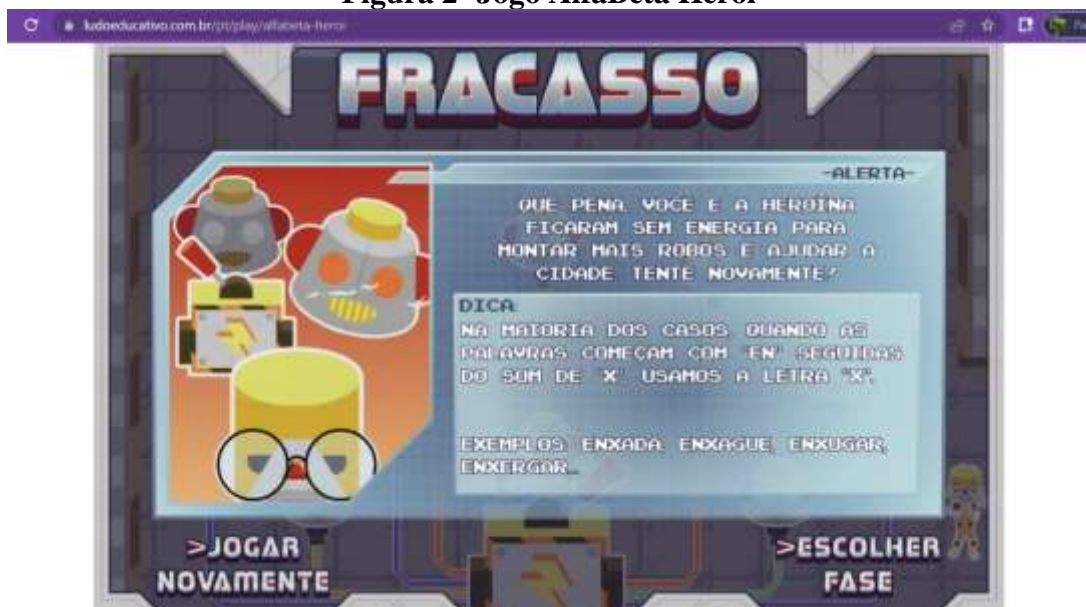 Figura 2- Jogo AlfaBeta Herói
ludoeducativo.com.br/pt/play/alfabeta-heroi
FRACASSO
-ALERTA-
QUE PENA VOCE E A HEROINA
FICARAM SEM ENERGIA PARA
MONTAR MAIS ROBOS E AJUDAR A
CIDADE TENTE NOVAMENTE!
DICA:
NA MAIORIA DOS CASOS QUANDO AS
PALAVRAS COMEÇAM COM "EN" SEGUIDAS
DO SOM DE "X" USAMOS A LETRA "X".
EXEMPLOS: ENXADA, ENXAGUE, ENXUGAR,
ENXERGAR...
>JOGAR
NOVAMENTE
>ESCOLHER
FASE